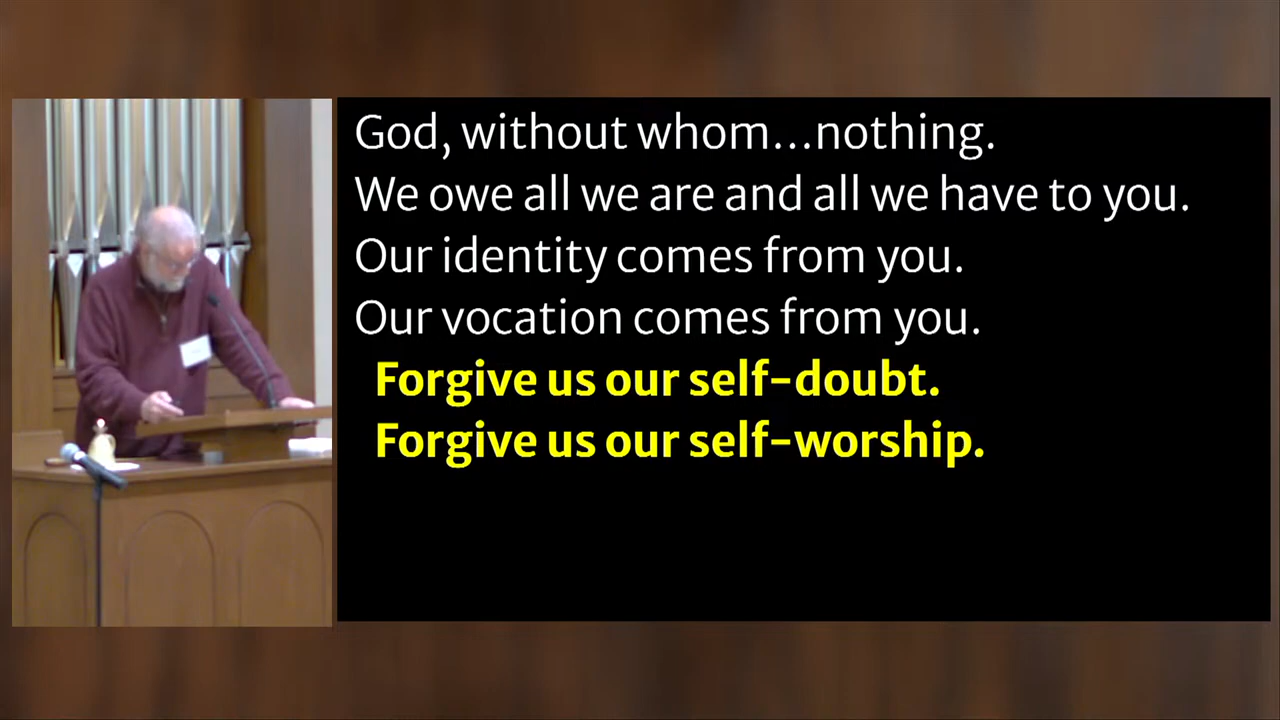 God, without whom...nothing.
We owe all we are and all we have to you.
Our identity comes from you.
Our vocation comes from you.
Forgive us our self-doubt.
Forgive us our self-worship.